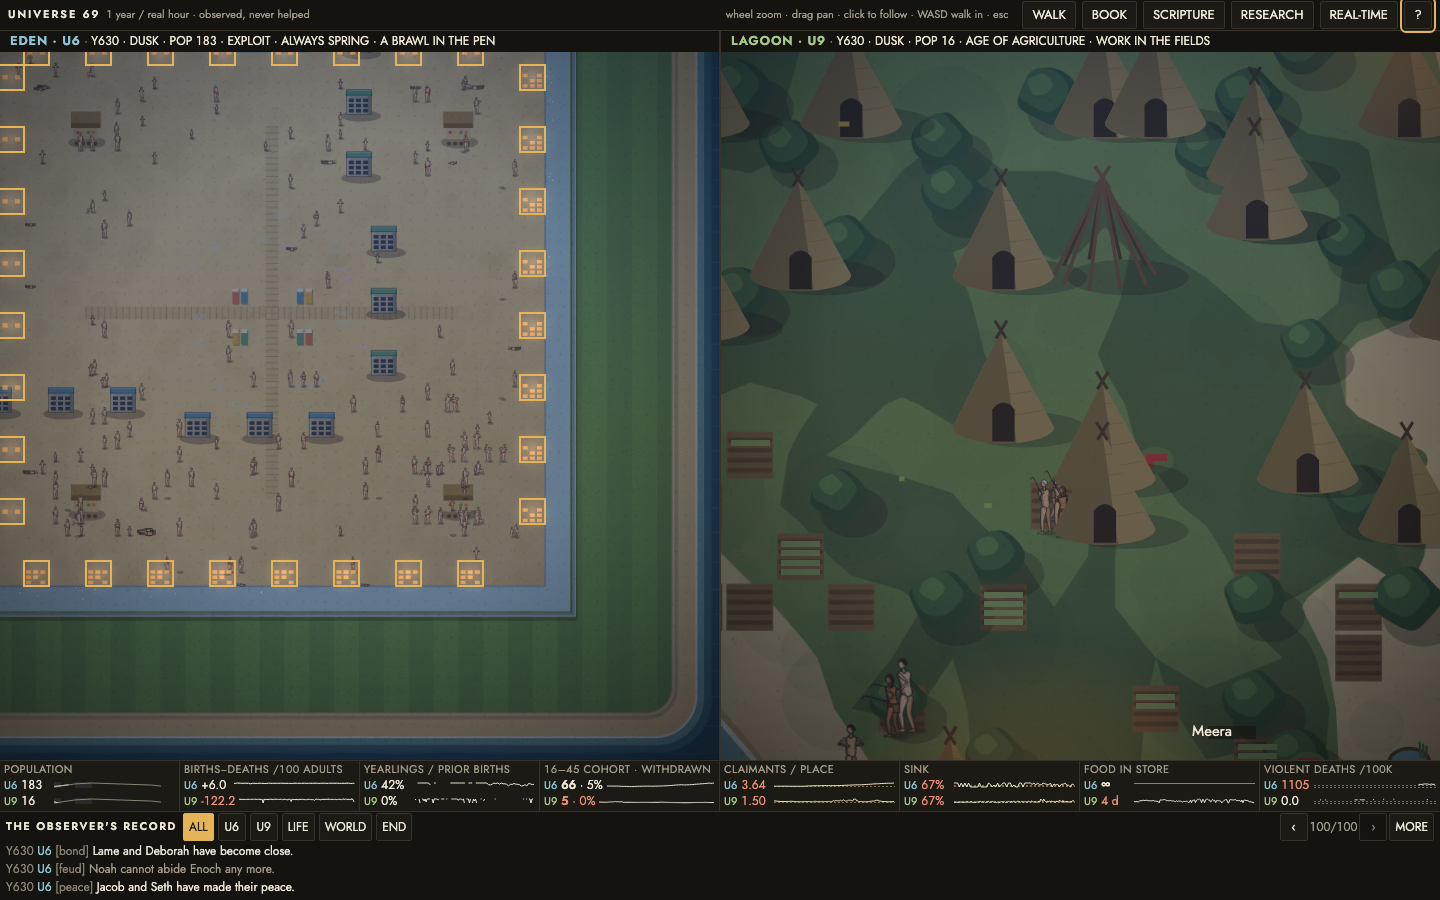 UNIVERSE 69 1 year / real hour · observed, never helped
wheel zoom · drag pan · click to follow · WASD walk in · esc
WALK BOOK SCRIPTURE RESEARCH REAL-TIME ?
EDEN · U6 · Y630 · DUSK · POP 183 · EXPLOIT · ALWAYS SPRING · A BRAWL IN THE PEN
LAGOON · U9 · Y630 · DUSK · POP 16 · AGE OF AGRICULTURE · WORK IN THE FIELDS
Meera
POPULATION
U6 183
U9 16
BIRTHS–DEATHS /100 ADULTS
U6 +6.0
U9 -122.2
YEARLINGS / PRIOR BIRTHS
U6 42%
U9 0%
16–45 COHORT · WITHDRAWN
U6 66 · 5%
U9 5 · 0%
CLAIMANTS / PLACE
U6 3.64
U9 1.50
SINK
U6 67%
U9 67%
FOOD IN STORE
U6 ∞
U9 4 d
VIOLENT DEATHS /100K
U6 1105
U9 0.0
THE OBSERVER'S RECORD ALL U6 U9 LIFE WORLD END
‹ 100/100 › MORE
Y630 U6 [bond] Lame and Deborah have become close.
Y630 U6 [feud] Noah cannot abide Enoch any more.
Y630 U6 [peace] Jacob and Seth have made their peace.